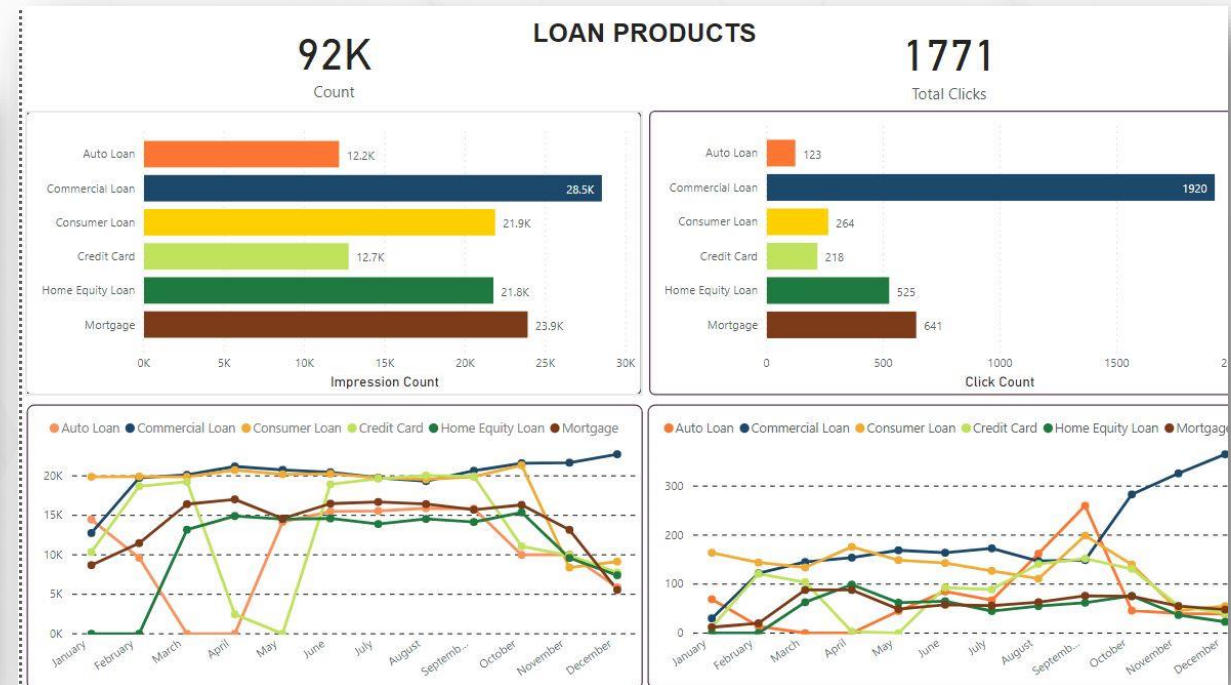 LOAN PRODUCTS
92K
Count
1771
Total Clicks
Auto Loan
12.2K
Commercial Loan
28.5K
Consumer Loan
21.9K
Credit Card
12.7K
Home Equity Loan
21.8K
Mortgage
23.9K
0K 5K 10K 15K 20K 25K 30K
Impression Count
Auto Loan
123
Commercial Loan
1920
Consumer Loan
264
Credit Card
218
Home Equity Loan
525
Mortgage
641
0 500 1000 1500 2
Click Count
Auto Loan Commercial Loan Consumer Loan Credit Card Home Equity Loan Mortgage
20K
15K
10K
5K
0K
January February March April May June July August Septemb... October November December
Auto Loan Commercial Loan Consumer Loan Credit Card Home Equity Loan Mortgage
300
200
100
0
January February March April May June July August Septemb... October November December